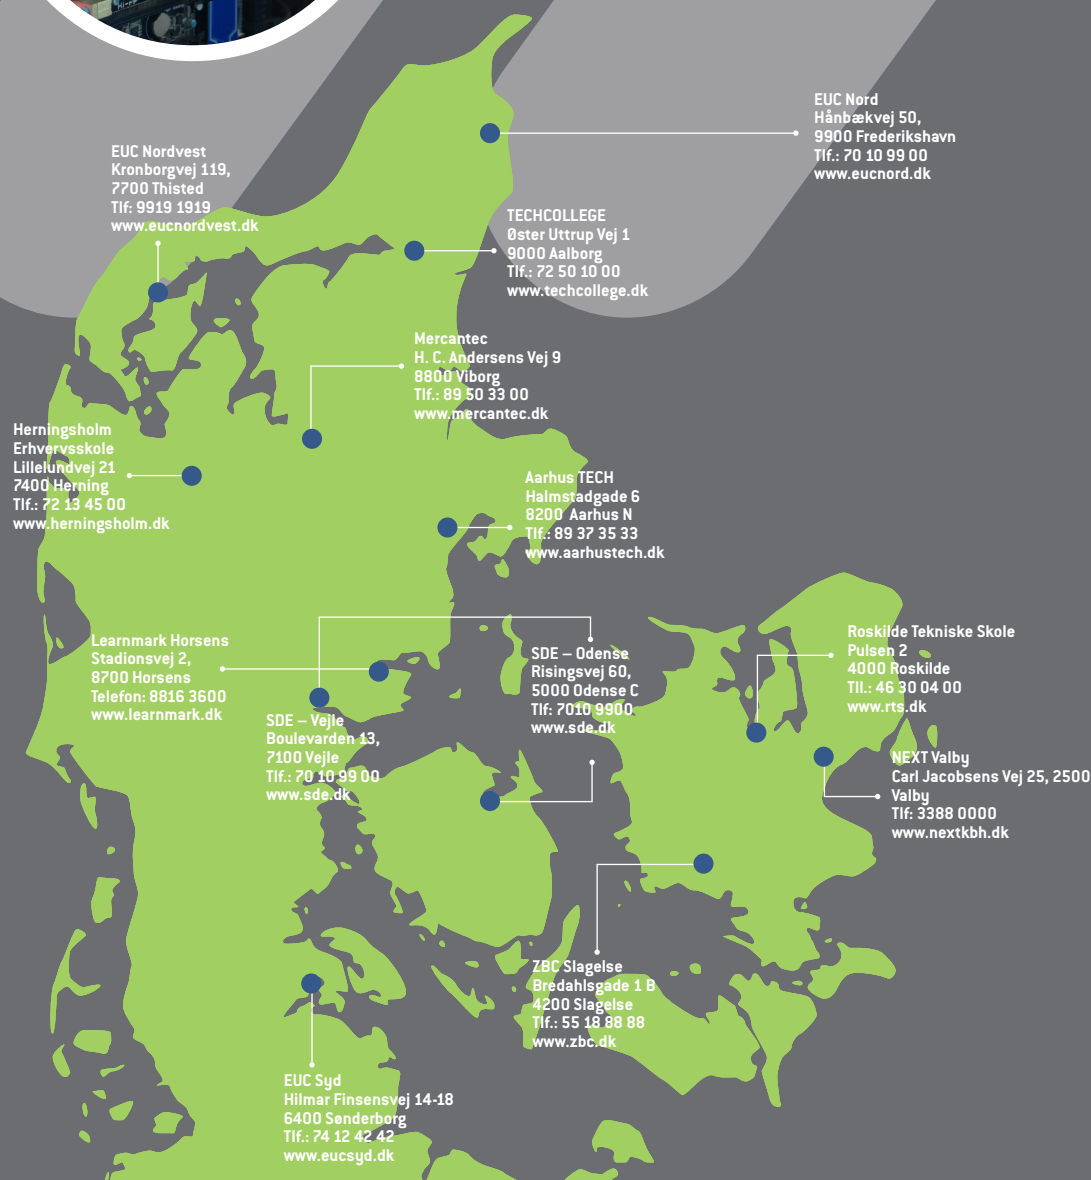 EUC Nord
Hånbækvej 50,
9900 Frederikshavn
Tlf.: 70 10 99 00
www.eucnord.dk
EUC Nordvest
Kronborgvej 119,
7700 Thisted
Tlf: 9919 1919
www.eucnordvest.dk
TECHCOLLEGE
Øster Uttrup Vej 1
9000 Aalborg
Tlf.: 72 50 10 00
www.techcollege.dk
Mercantec
H. C. Andersens Vej 9
8800 Viborg
Tlf.: 89 50 33 00
www.mercantec.dk
Herningsholm
Erhvervsskole
Lillelundvej 21
7400 Herning
Tlf.: 72 13 45 00
www.herningsholm.dk
Aarhus TECH
Halmstadgade 6
8200 Aarhus N
Tlf.: 89 37 35 33
www.aarhustech.dk
Learnmark Horsens
Stadionsvej 2,
8700 Horsens
Telefon: 8816 3600
www.learnmark.dk
SDE – Odense
Risingsvej 60,
5000 Odense C
Tlf: 7010 9900
www.sde.dk
Roskilde Tekniske Skole
Pulsen 2
4000 Roskilde
Tll.: 46 30 04 00
www.rts.dk
SDE – Vejle
Boulevarden 13,
7100 Vejle
Tlf.: 70 10 99 00
www.sde.dk
NEXT Valby
Carl Jacobsens Vej 25, 2500
Valby
Tlf: 3388 0000
www.nextkbh.dk
ZBC Slagelse
Bredahlsgade 1 B
4200 Slagelse
Tlf.: 55 18 88 88
www.zbc.dk
EUC Syd
Hilmar Finsensvej 14-18
6400 Sønderborg
Tlf.: 74 12 42 42
www.eucsyd.dk